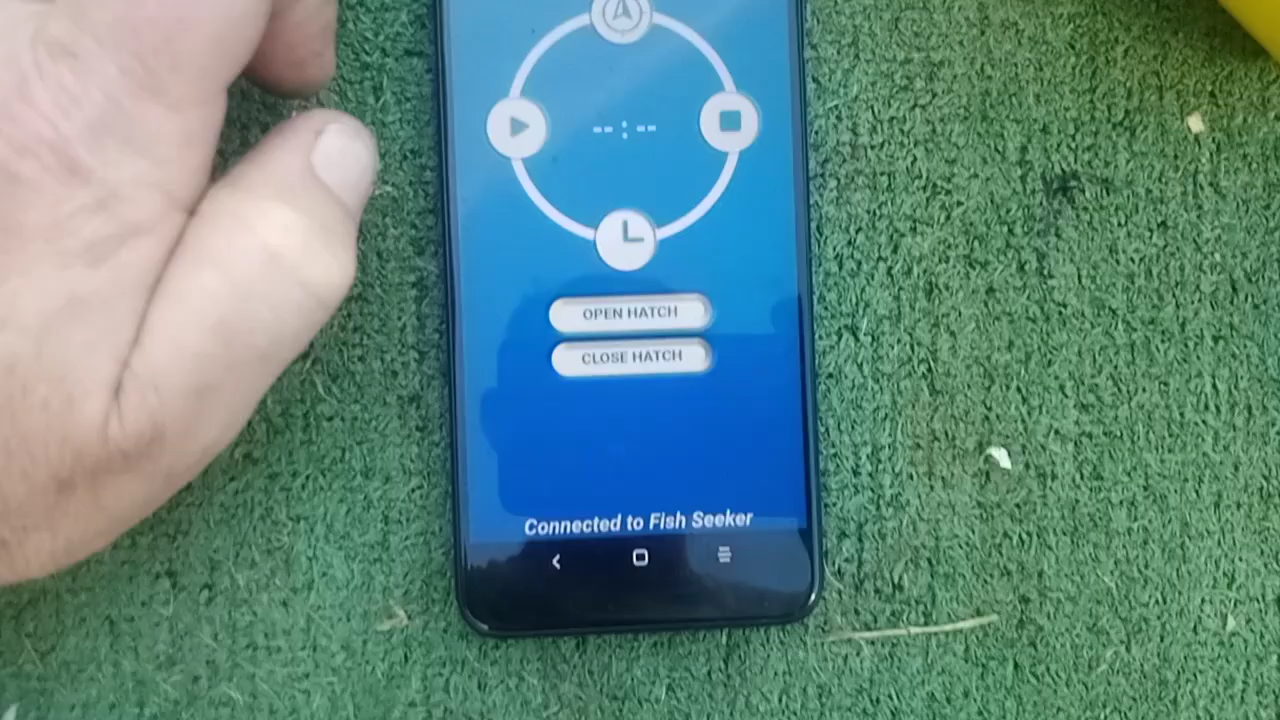 -- : --
OPEN HATCH
CLOSE HATCH
Connected to Fish Seeker